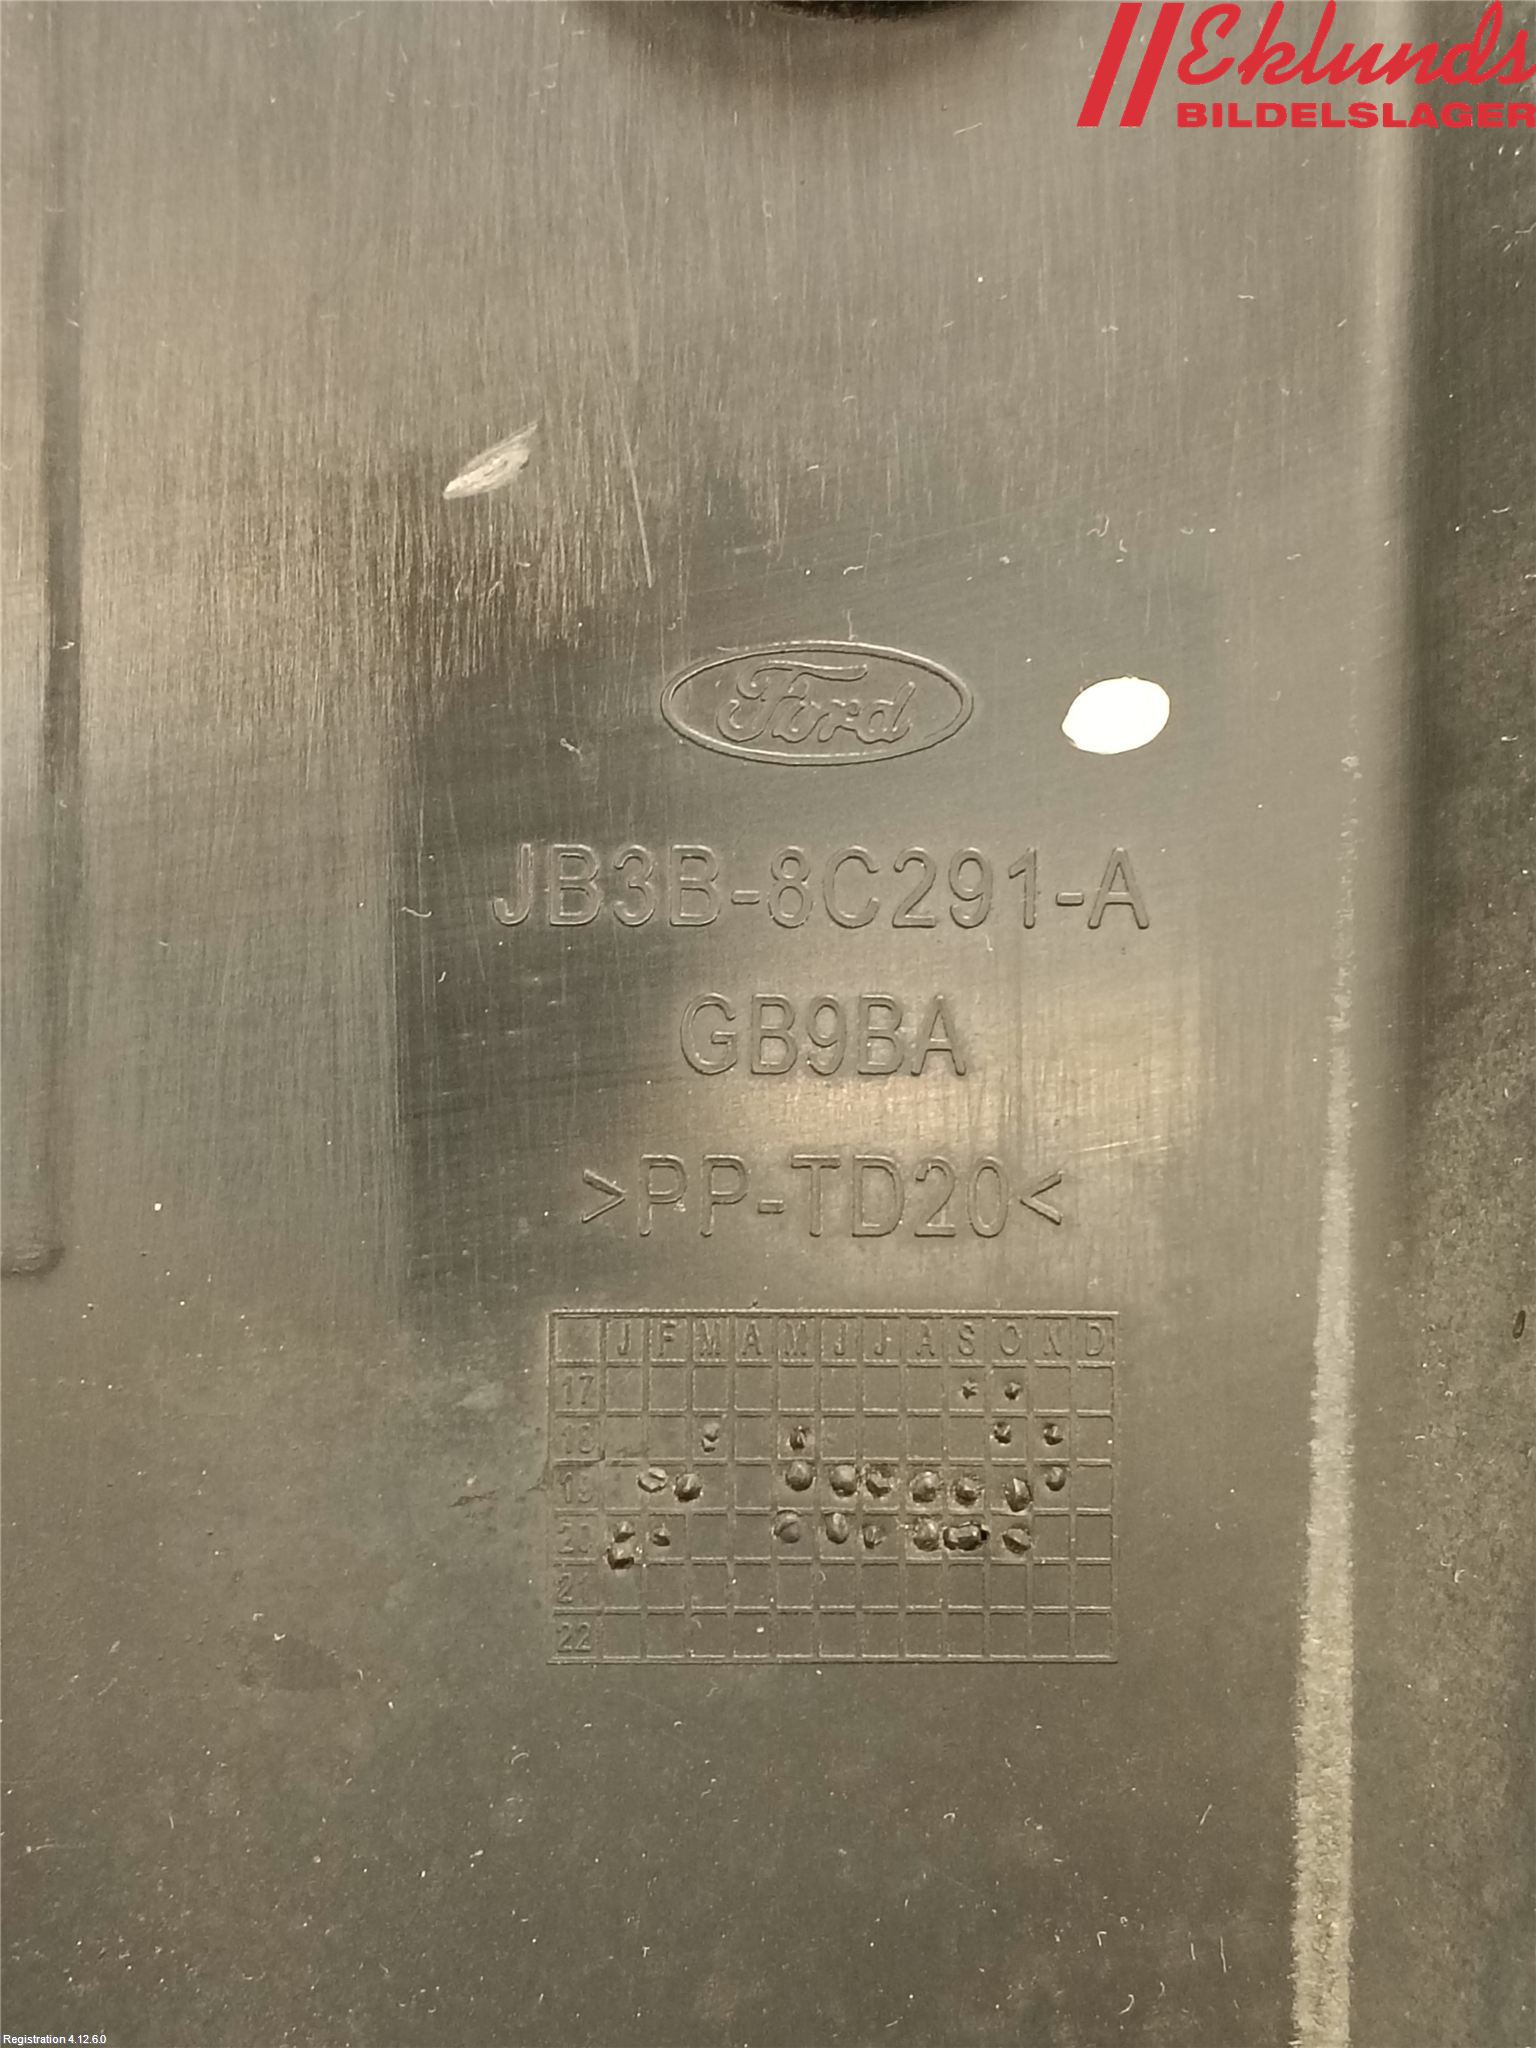 Eklunds
BILDELSLAGER
Ford
JB3B-8C291-A
GB9BA
>PP-TD20<
J F M A M J J A S O N D
17
18
19
20
21
22
Registration 4.12.6.0